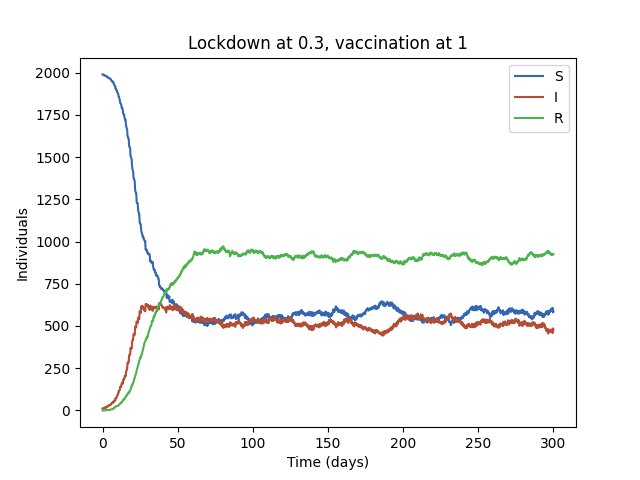 Lockdown at 0.3, vaccination at 1
S
I
R
2000
1750
1500
1250
1000
750
500
250
0
Individuals
0 50 100 150 200 250 300
Time (days)